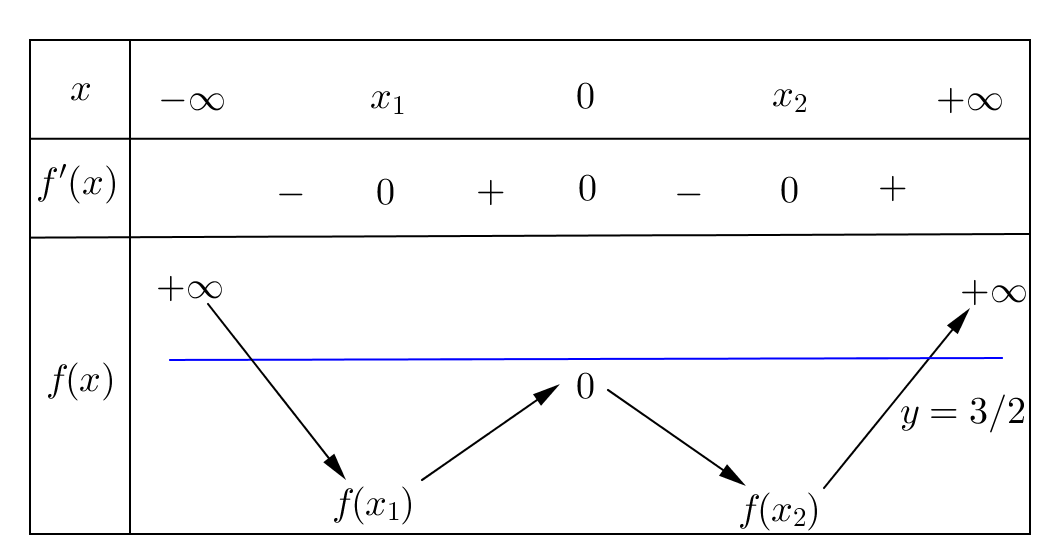 x −∞ x₁ 0 x₂ +∞
f′(x) − 0 + 0 − 0 +
+∞ +∞
f(x) 0
y = 3/2
f(x₁) f(x₂)